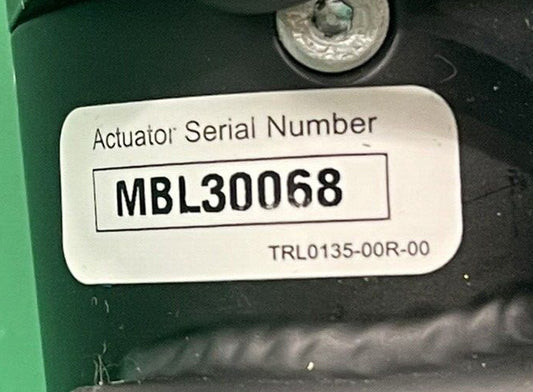 Actuator Serial Number
MBL30068
TRL0135-00R-00